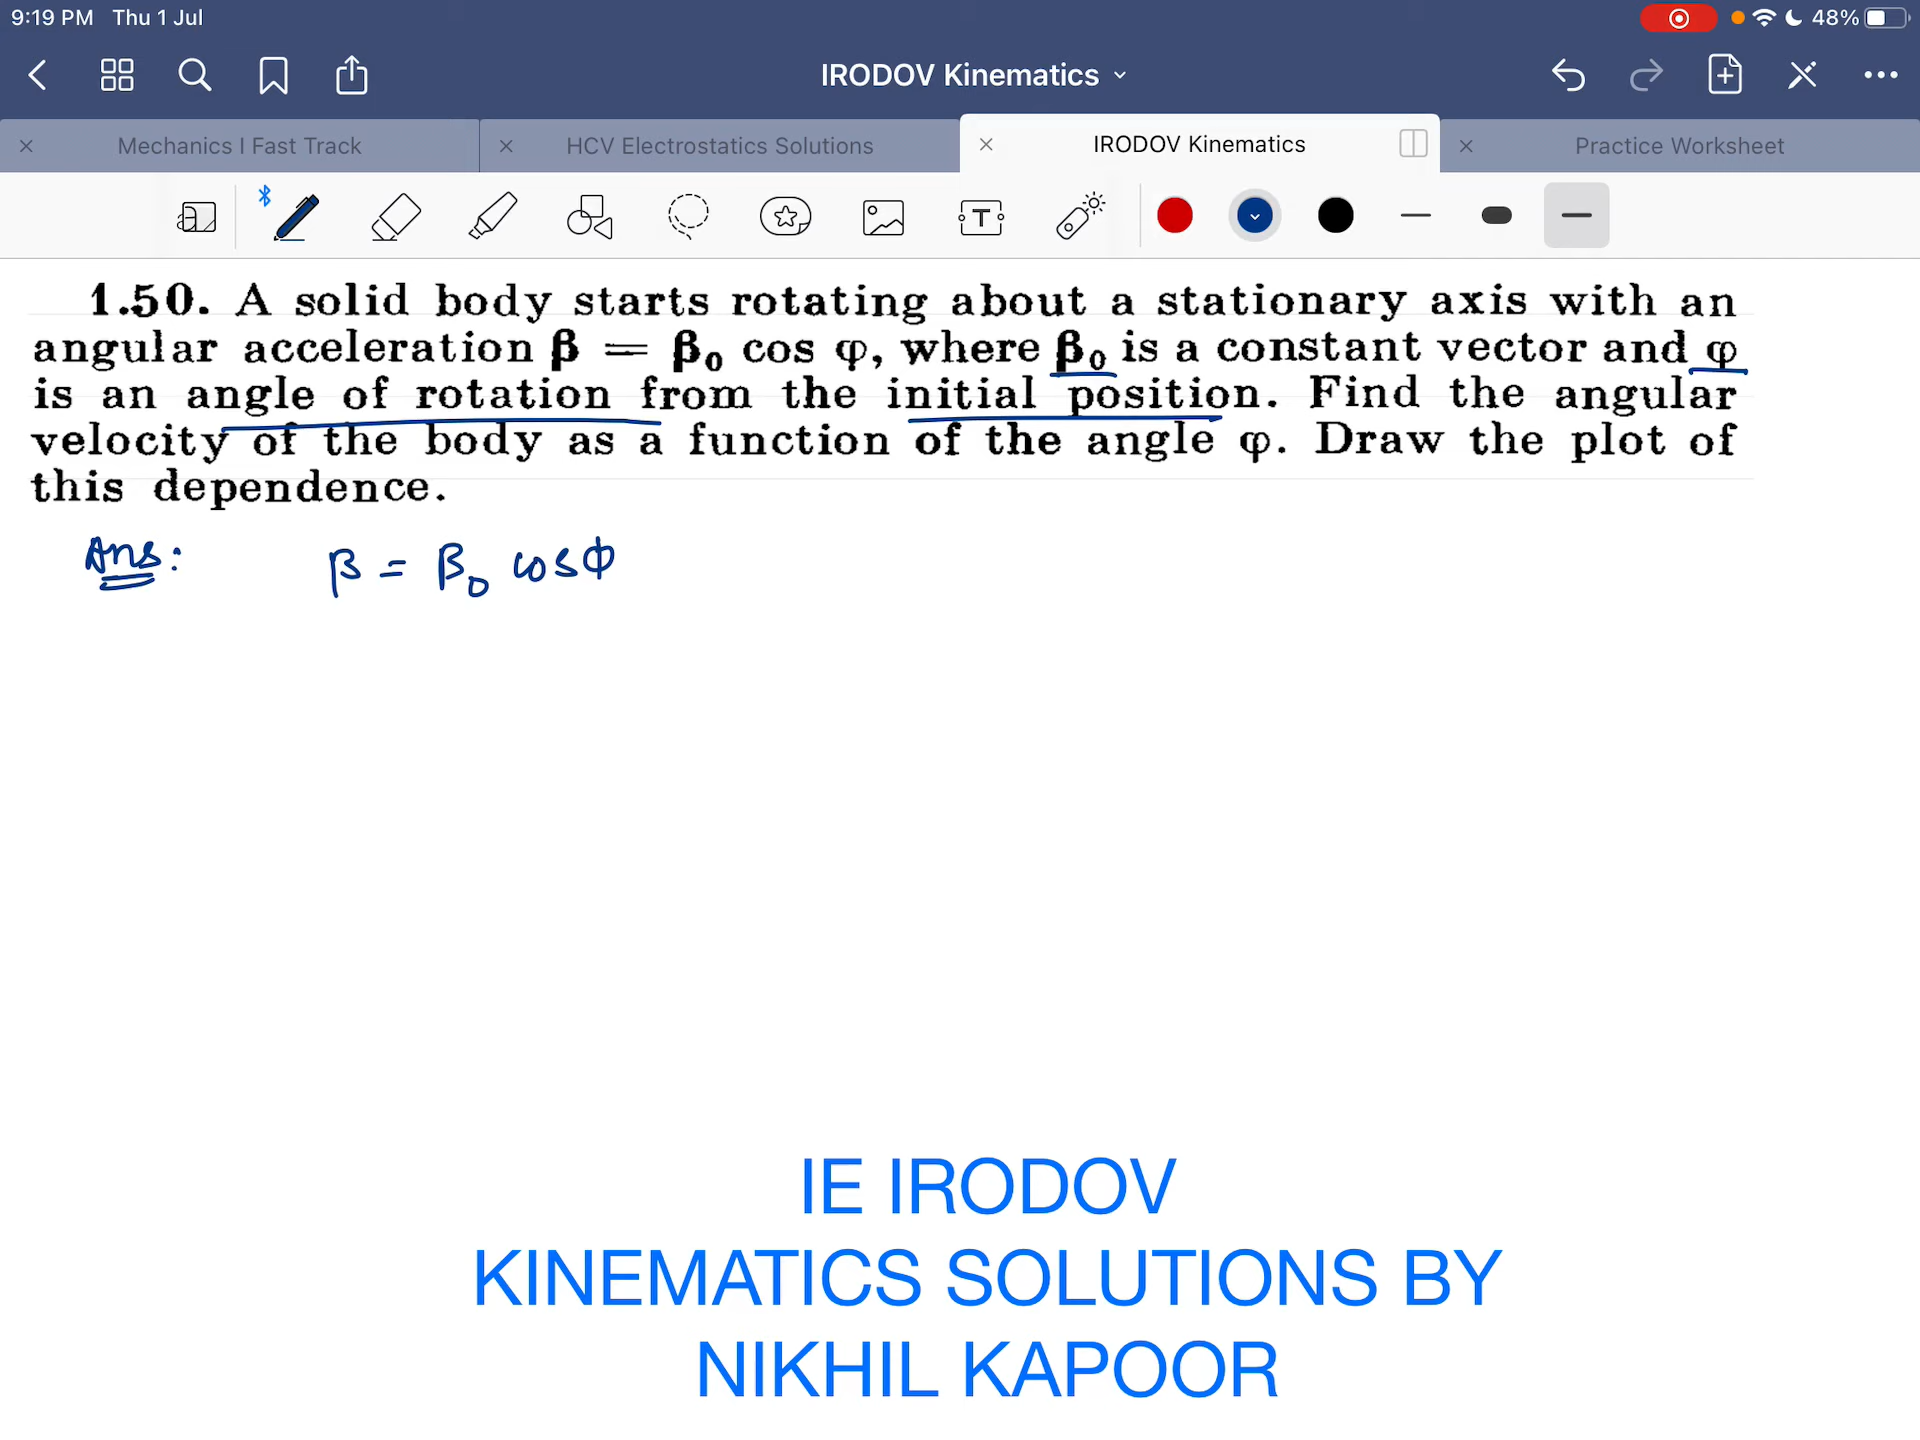 9:19 PM Thu 1 Jul 48%
IRODOV Kinematics
Mechanics I Fast Track HCV Electrostatics Solutions IRODOV Kinematics Practice Worksheet
1.50. A solid body starts rotating about a stationary axis with an
angular acceleration β = β₀ cos φ, where β₀ is a constant vector and φ
is an angle of rotation from the initial position. Find the angular
velocity of the body as a function of the angle φ. Draw the plot of
this dependence.
Ans: β = β₀ cosϕ
IE IRODOV
KINEMATICS SOLUTIONS BY
NIKHIL KAPOOR